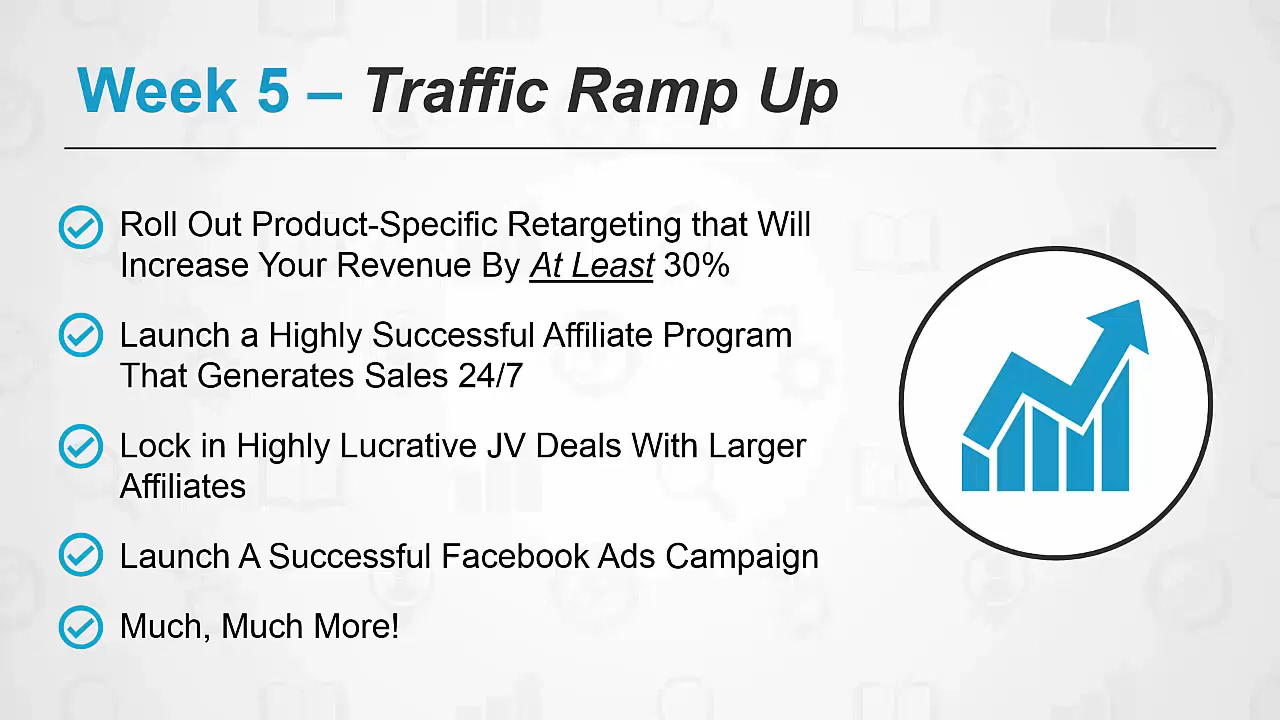 Week 5 – Traffic Ramp Up
Roll Out Product-Specific Retargeting that Will
Increase Your Revenue By At Least 30%
Launch a Highly Successful Affiliate Program
That Generates Sales 24/7
Lock in Highly Lucrative JV Deals With Larger
Affiliates
Launch A Successful Facebook Ads Campaign
Much, Much More!